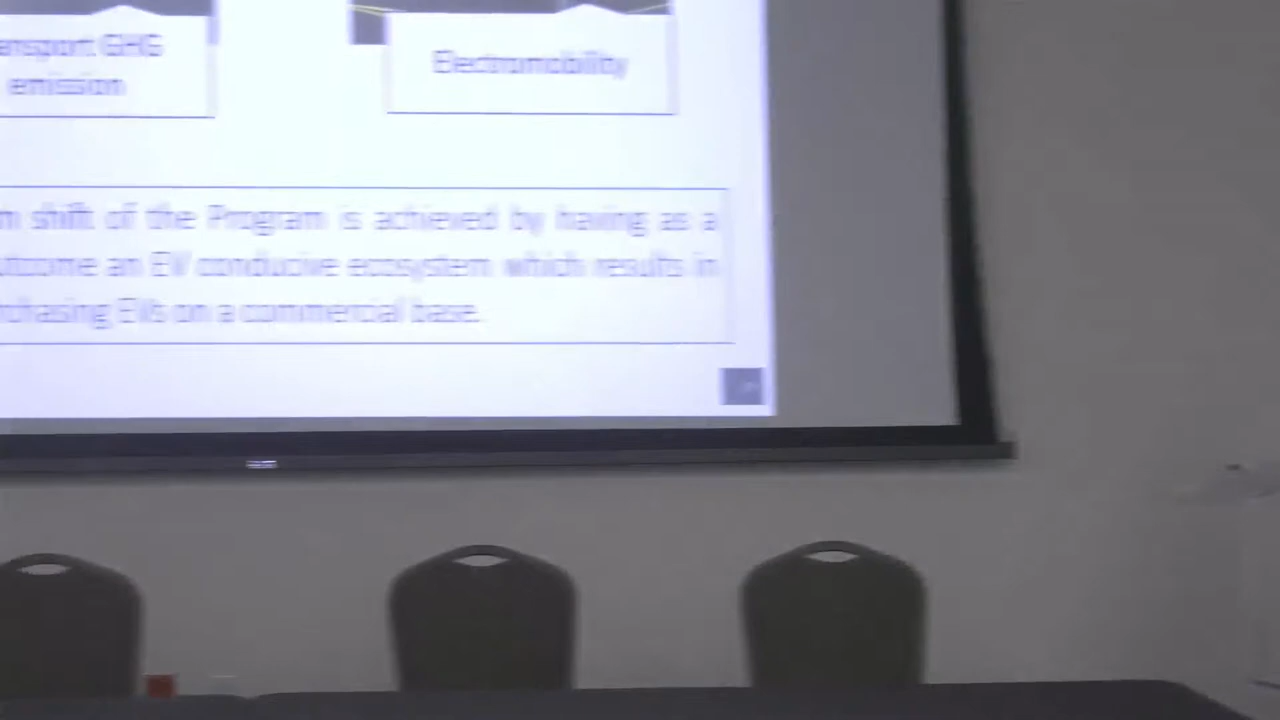 ansport GHG
emission
Electromobility
m shift of the Program is achieved by having as a
utcome an EV conducive ecosystem which results in
rchasing EVs on a commercial base.